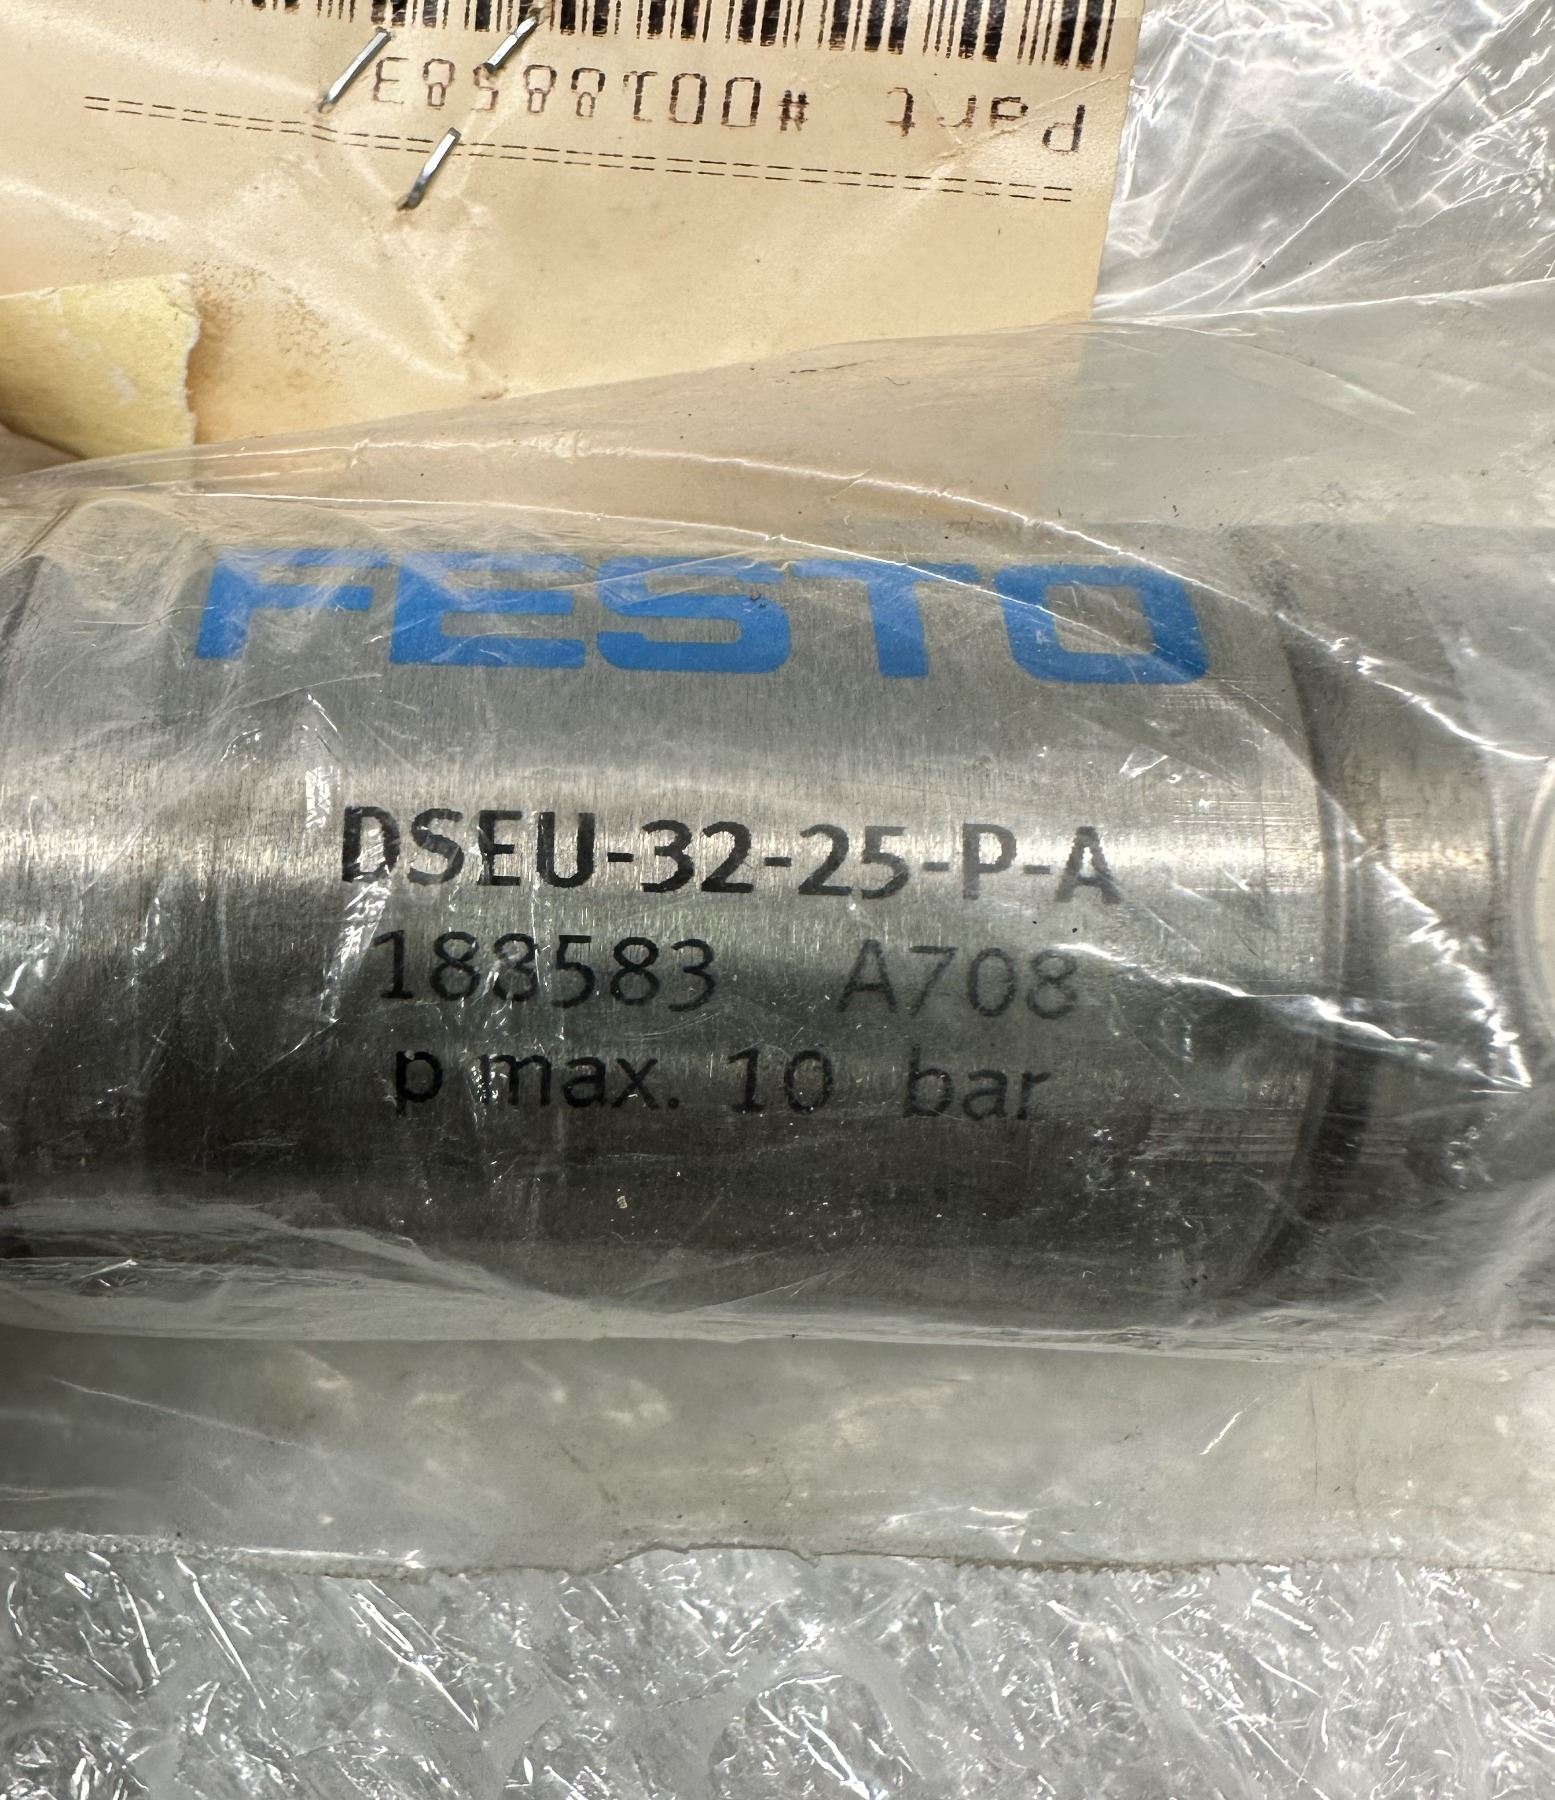 Part #00188583
FESTO
DSEU-32-25-P-A
188583 A708
p max. 10 bar